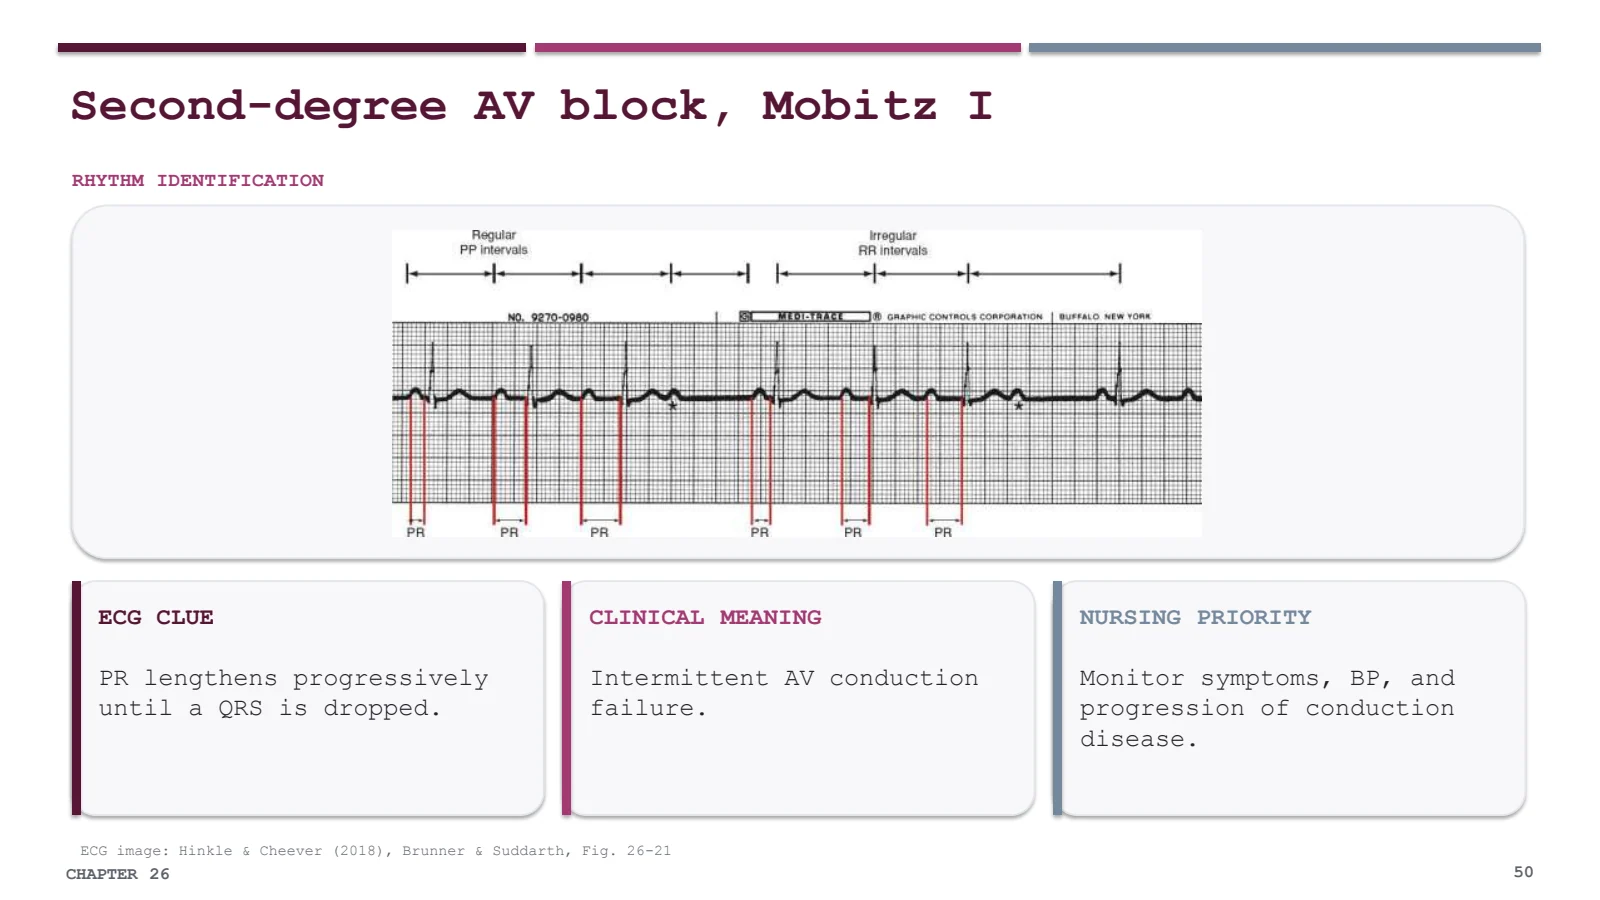 Second-degree AV block, Mobitz I
RHYTHM IDENTIFICATION
Regular
PP intervals
Irregular
RR intervals
NO. 9270-0980
G MEDI-TRACE ® GRAPHIC CONTROLS CORPORATION BUFFALO NEW YORK
*
*
PR PR PR PR PR PR
ECG CLUE
PR lengthens progressively
until a QRS is dropped.
CLINICAL MEANING
Intermittent AV conduction
failure.
NURSING PRIORITY
Monitor symptoms, BP, and
progression of conduction
disease.
ECG image: Hinkle & Cheever (2018), Brunner & Suddarth, Fig. 26-21
CHAPTER 26
50